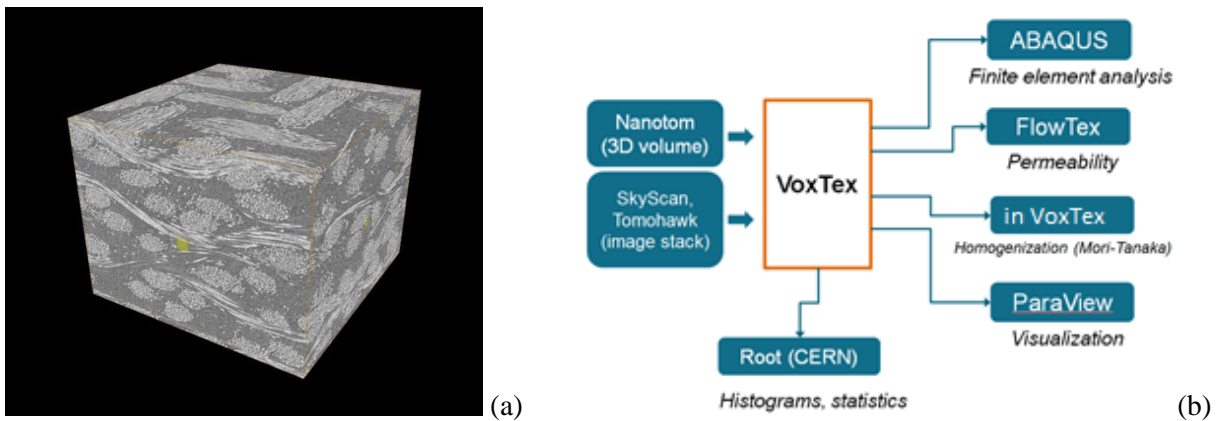 (a)
Nanotom
(3D volume)
SkyScan,
Tomohawk
(image stack)
VoxTex
ABAQUS
Finite element analysis
FlowTex
Permeability
in VoxTex
Homogenization (Mori-Tanaka)
ParaView
Visualization
Root (CERN)
Histograms, statistics
(b)